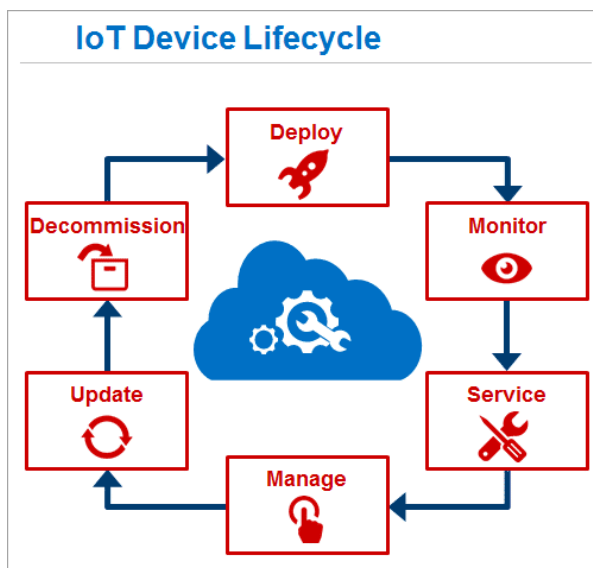 IoT Device Lifecycle
Deploy
Monitor
Service
Manage
Update
Decommission